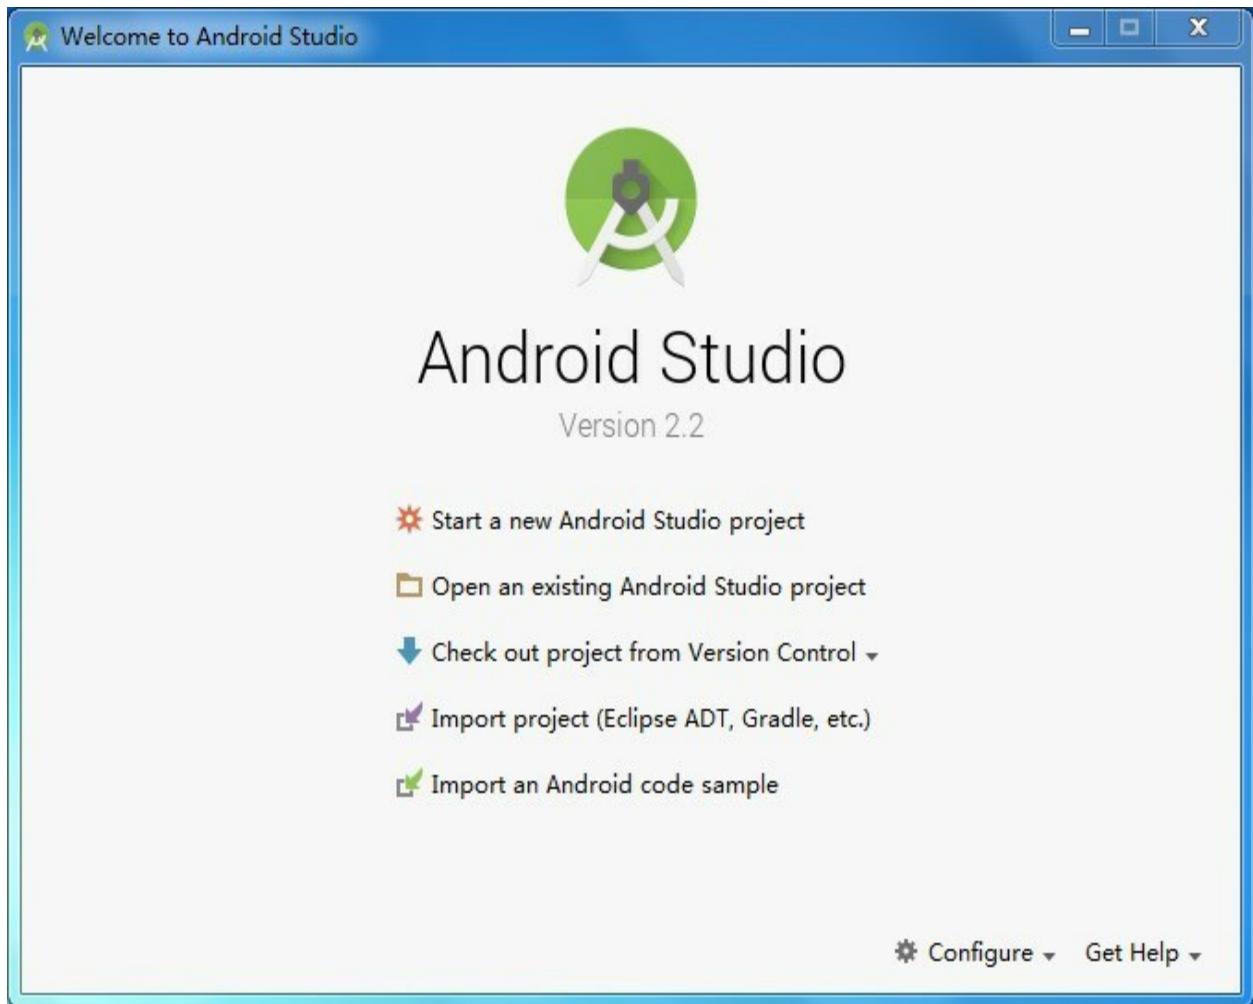 Welcome to Android Studio
Android Studio
Version 2.2
Start a new Android Studio project
Open an existing Android Studio project
Check out project from Version Control
Import project (Eclipse ADT, Gradle, etc.)
Import an Android code sample
Configure Get Help